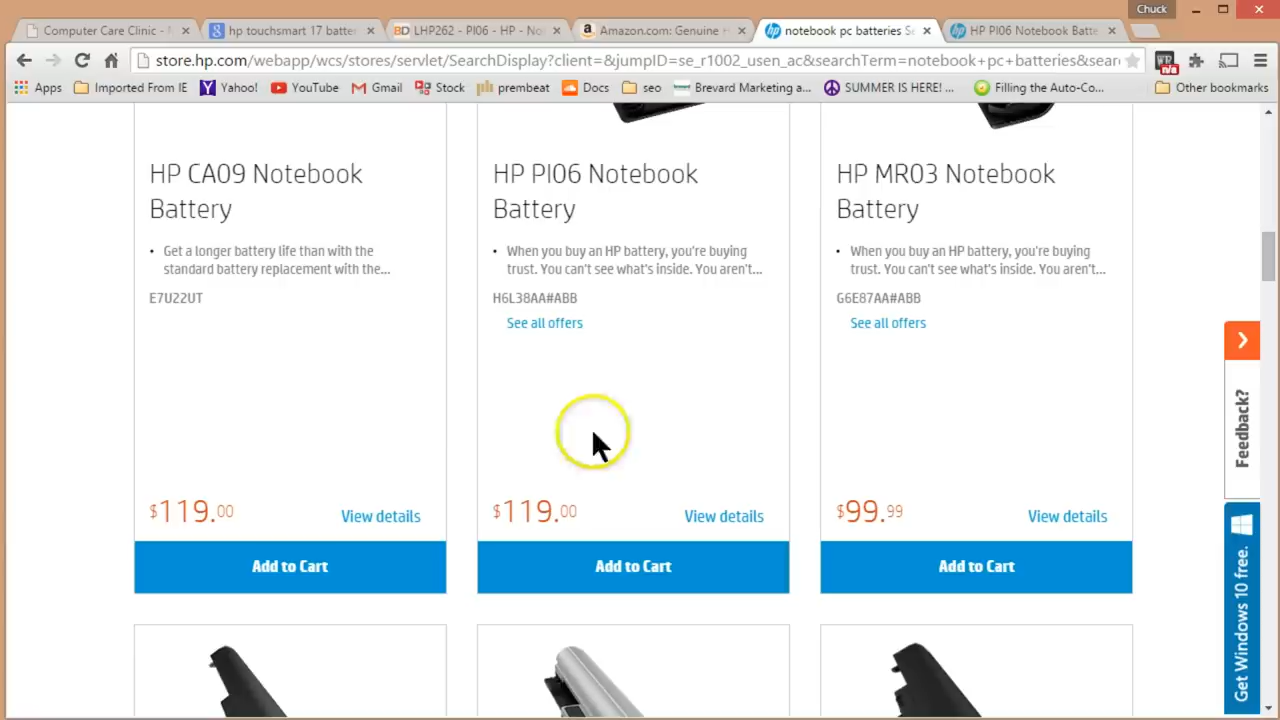 Chuck
Computer Care Clinic -
hp touchsmart 17 batter
LHP262 - PI06 - HP - No
Amazon.com: Genuine H
notebook pc batteries Se
HP PI06 Notebook Batte
store.hp.com/webapp/wcs/stores/servlet/SearchDisplay?client=&jumpID=se_r1002_usen_ac&searchTerm=notebook+pc+batteries&sear
Apps
Imported From IE
Yahoo!
YouTube
Gmail
Stock
prembeat
Docs
seo
Brevard Marketing a...
SUMMER IS HERE! ...
Filling the Auto-Co...
Other bookmarks
HP CA09 Notebook
Battery
• Get a longer battery life than with the
standard battery replacement with the...
E7U22UT
$119.00
View details
Add to Cart
HP PI06 Notebook
Battery
• When you buy an HP battery, you're buying
trust. You can't see what's inside. You aren't...
H6L38AA#ABB
See all offers
$119.00
View details
Add to Cart
HP MR03 Notebook
Battery
• When you buy an HP battery, you're buying
trust. You can't see what's inside. You aren't...
G6E87AA#ABB
See all offers
$99.99
View details
Add to Cart
Feedback?
Get Windows 10 free.